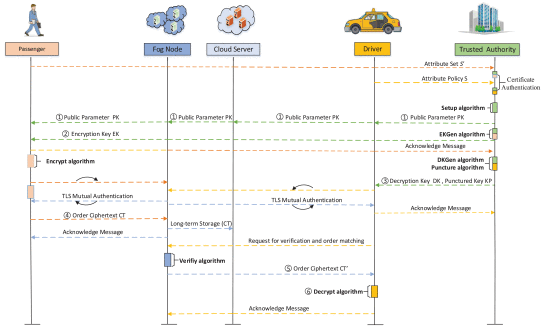 Passenger
Fog Node
Cloud Server
Driver
Trusted Authority
Attribute Set S'
Attribute Policy S
Certificate
Authentication
Setup algorithm
① Public Parameter PK
① Public Parameter PK
① Public Parameter PK
① Public Parameter PK
② Encryption Key EK
EKGen algorithm
Acknowledge Message
Encrypt algorithm
DKGen algorithm
Puncture algorithm
③ Decryption Key DK , Punctured Key KP
TLS Mutual Authentication
TLS Mutual Authentication
④ Order Ciphertext CT
Long-term Storage (CT)
Acknowledge Message
Acknowledge Message
Request for verification and order matching
Verifiy algorithm
⑤ Order Ciphertext CT'
⑥ Decrypt algorithm
Acknowledge Message